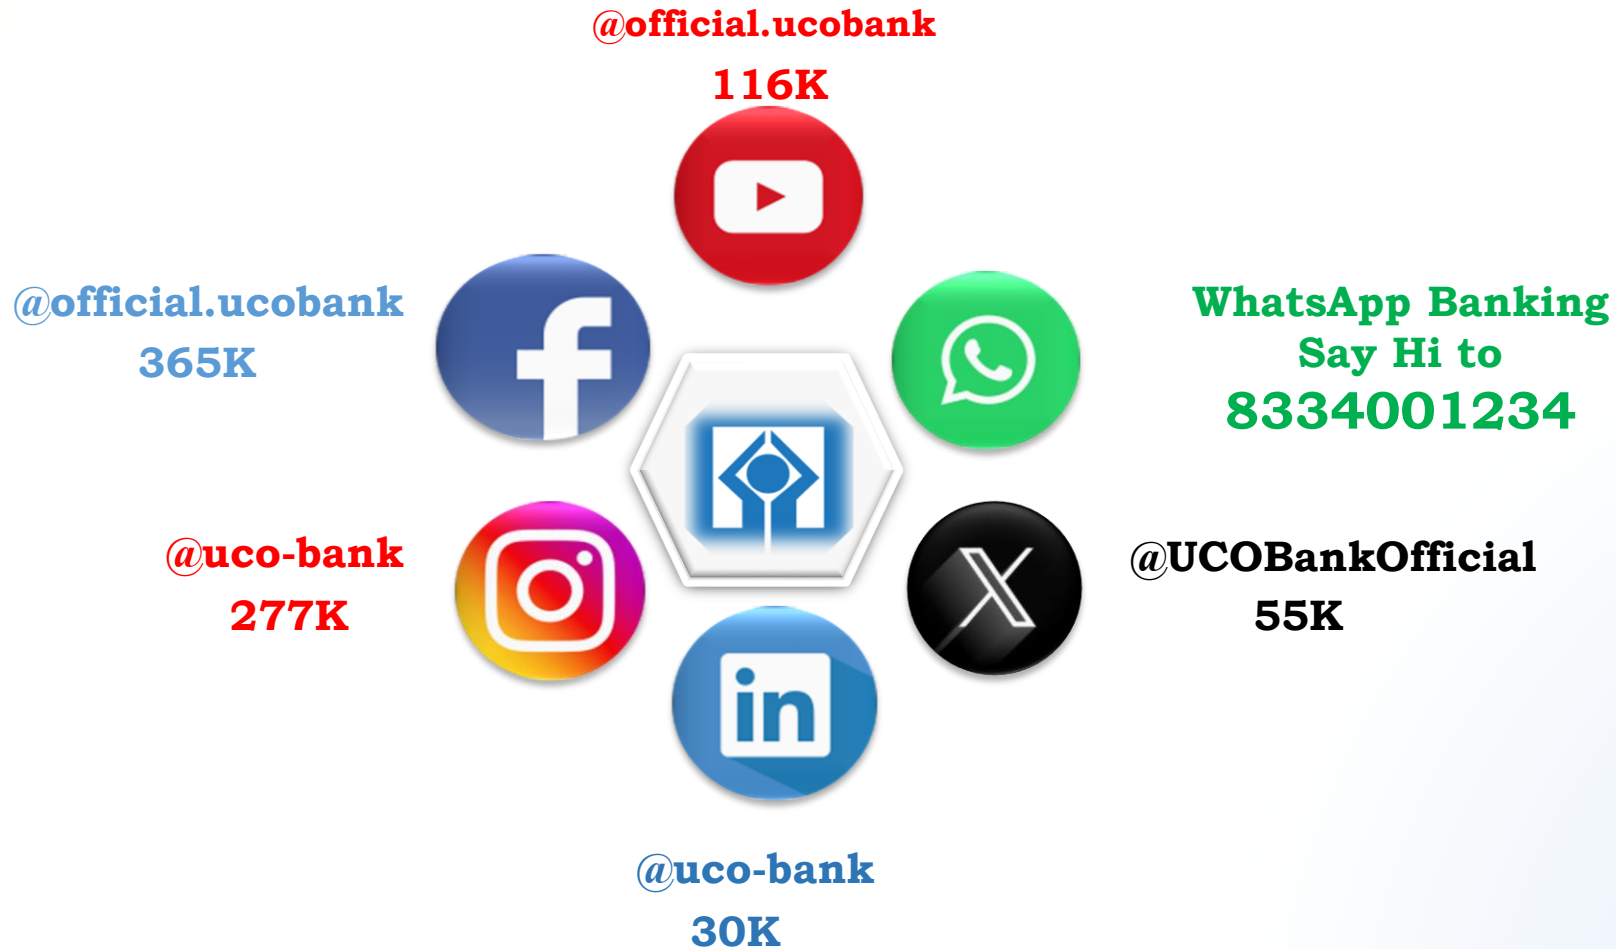 @official.ucobank
116K
@official.ucobank
365K
WhatsApp Banking
Say Hi to
8334001234
@uco-bank
277K
@UCOBankOfficial
55K
in
@uco-bank
30K